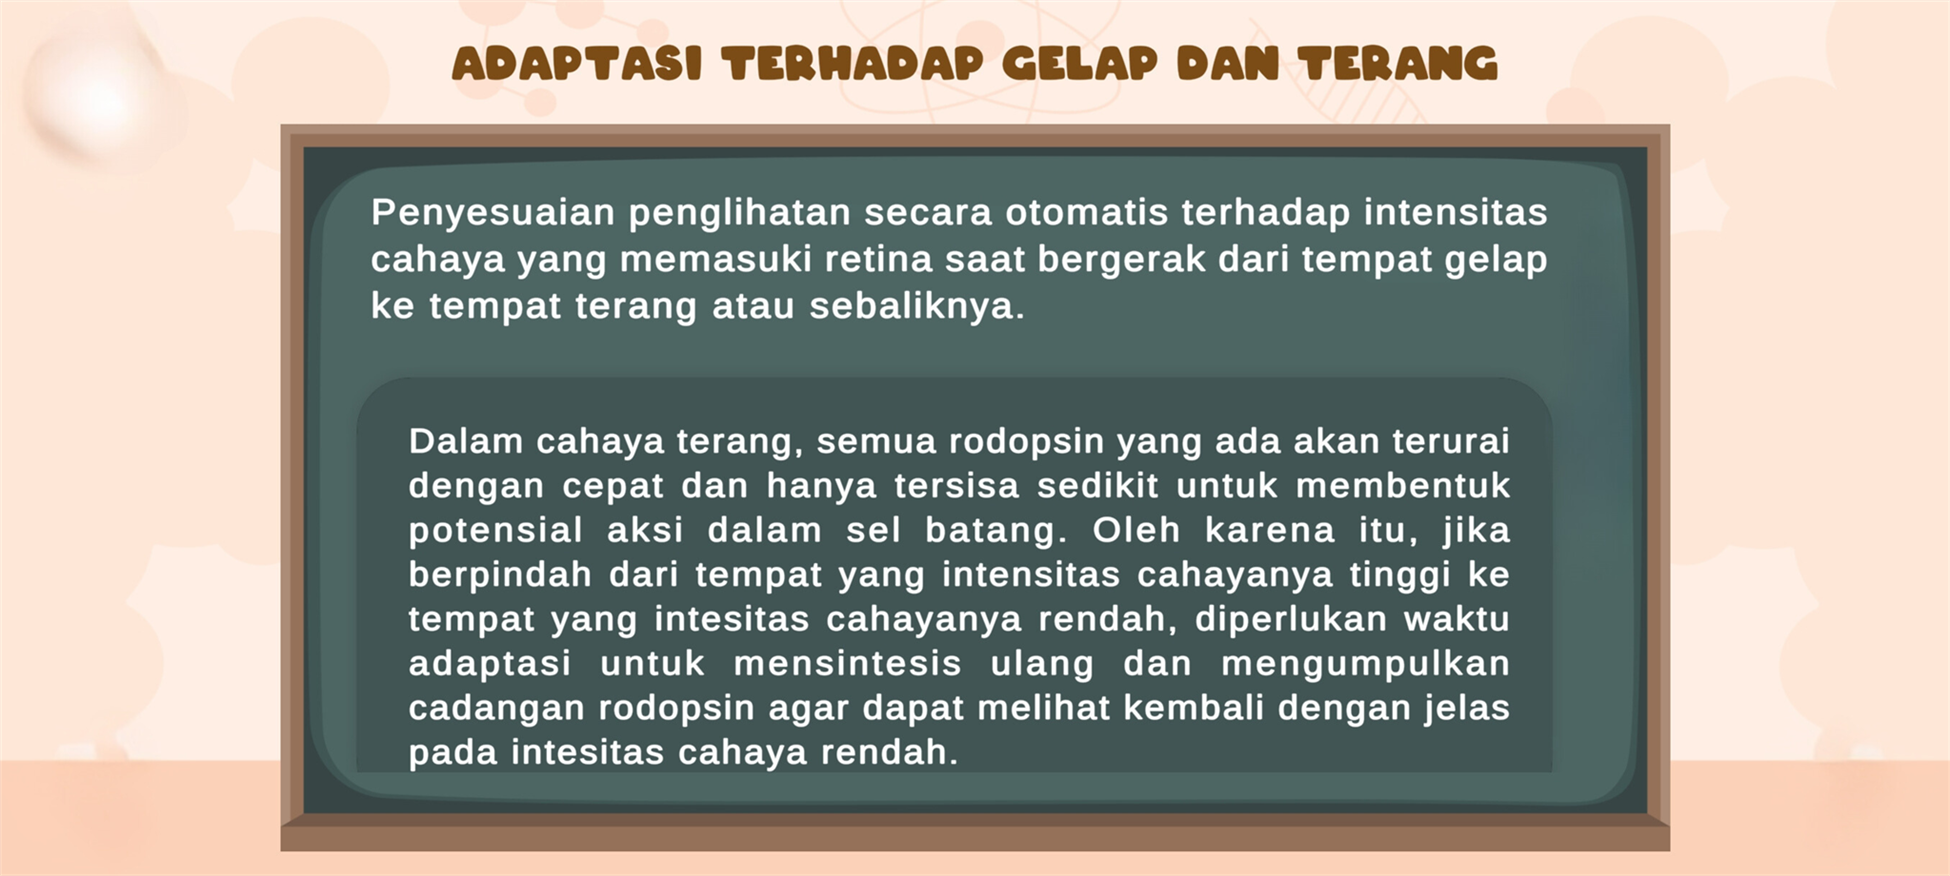 ADAPTASI TERHADAP GELAP DAN TERANG
Penyesuaian penglihatan secara otomatis terhadap intensitas
cahaya yang memasuki retina saat bergerak dari tempat gelap
ke tempat terang atau sebaliknya.
Dalam cahaya terang, semua rodopsin yang ada akan terurai
dengan cepat dan hanya tersisa sedikit untuk membentuk
potensial aksi dalam sel batang. Oleh karena itu, jika
berpindah dari tempat yang intensitas cahayanya tinggi ke
tempat yang intesitas cahayanya rendah, diperlukan waktu
adaptasi untuk mensintesis ulang dan mengumpulkan
cadangan rodopsin agar dapat melihat kembali dengan jelas
pada intesitas cahaya rendah.